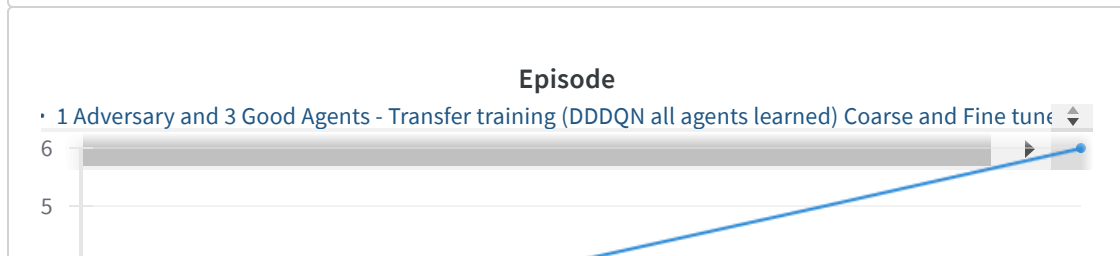 Episode
1 Adversary and 3 Good Agents - Transfer training (DDDQN all agents learned) Coarse and Fine tune
6
5